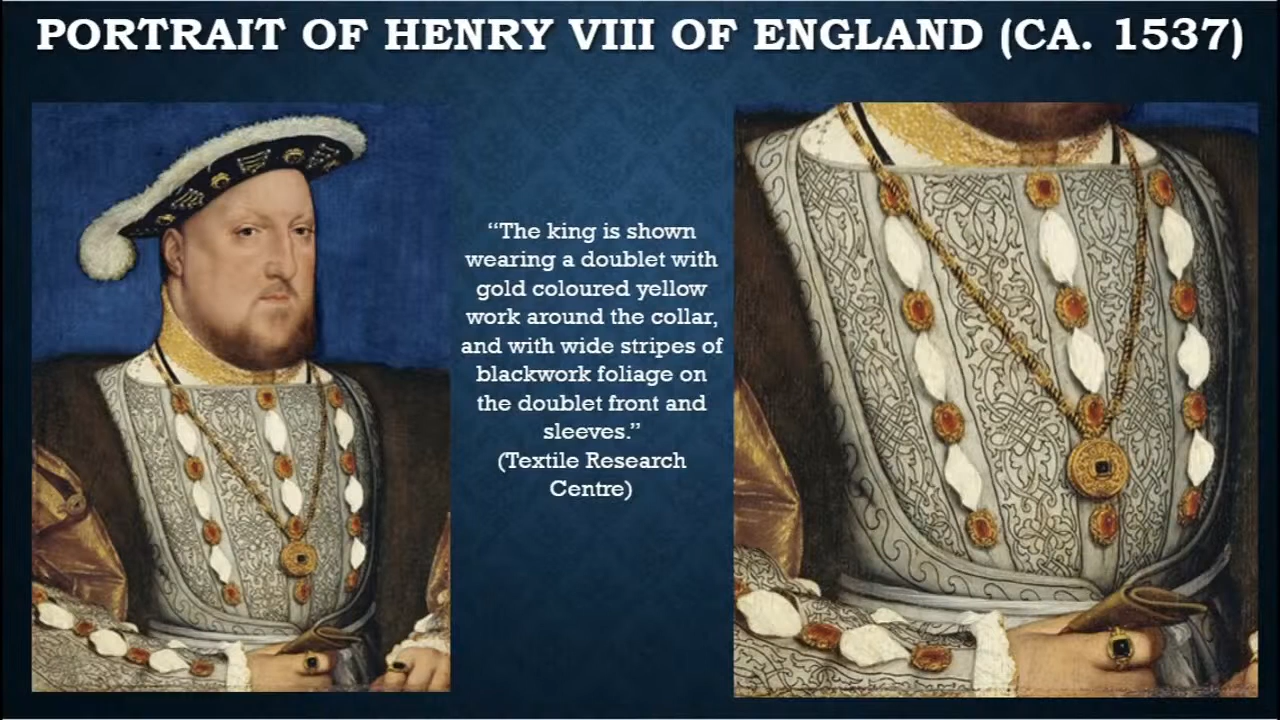 PORTRAIT OF HENRY VIII OF ENGLAND (CA. 1537)
“The king is shown
wearing a doublet with
gold coloured yellow
work around the collar,
and with wide stripes of
blackwork foliage on
the doublet front and
sleeves.”
(Textile Research
Centre)